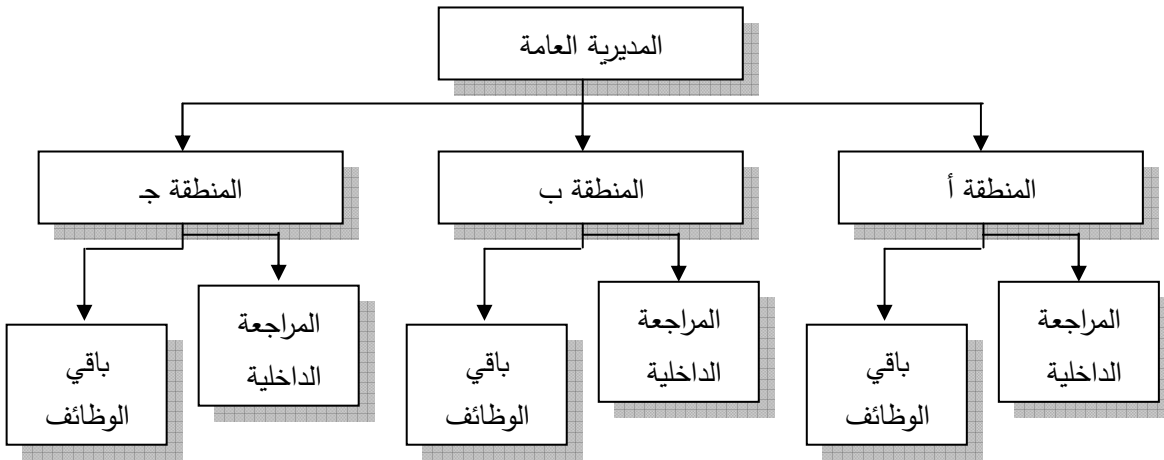 المديرية العامة
المنطقة أ
المنطقة ب
المنطقة جـ
المراجعة
الداخلية
باقي
الوظائف
المراجعة
الداخلية
باقي
الوظائف
المراجعة
الداخلية
باقي
الوظائف